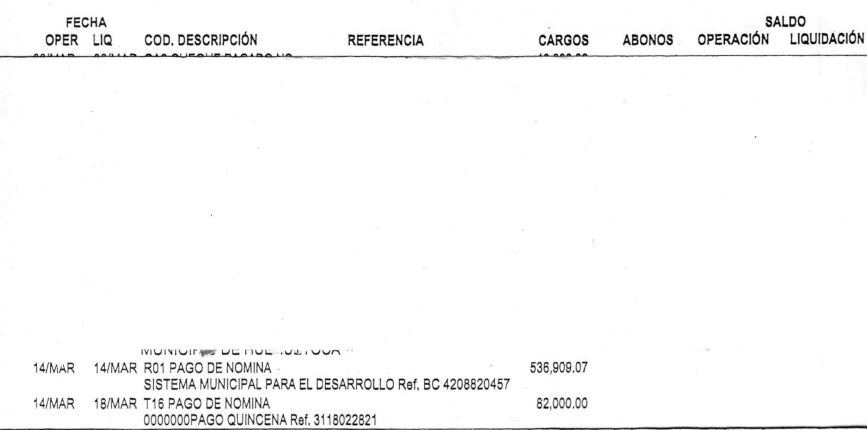 FECHA SALDO
OPER LIQ COD. DESCRIPCIÓN REFERENCIA CARGOS ABONOS OPERACIÓN LIQUIDACIÓN
14/MAR 14/MAR R01 PAGO DE NOMINA 536,909.07
SISTEMA MUNICIPAL PARA EL DESARROLLO Ref. BC 4208820457
14/MAR 18/MAR T16 PAGO DE NOMINA 82,000.00
0000000PAGO QUINCENA Ref. 3118022821